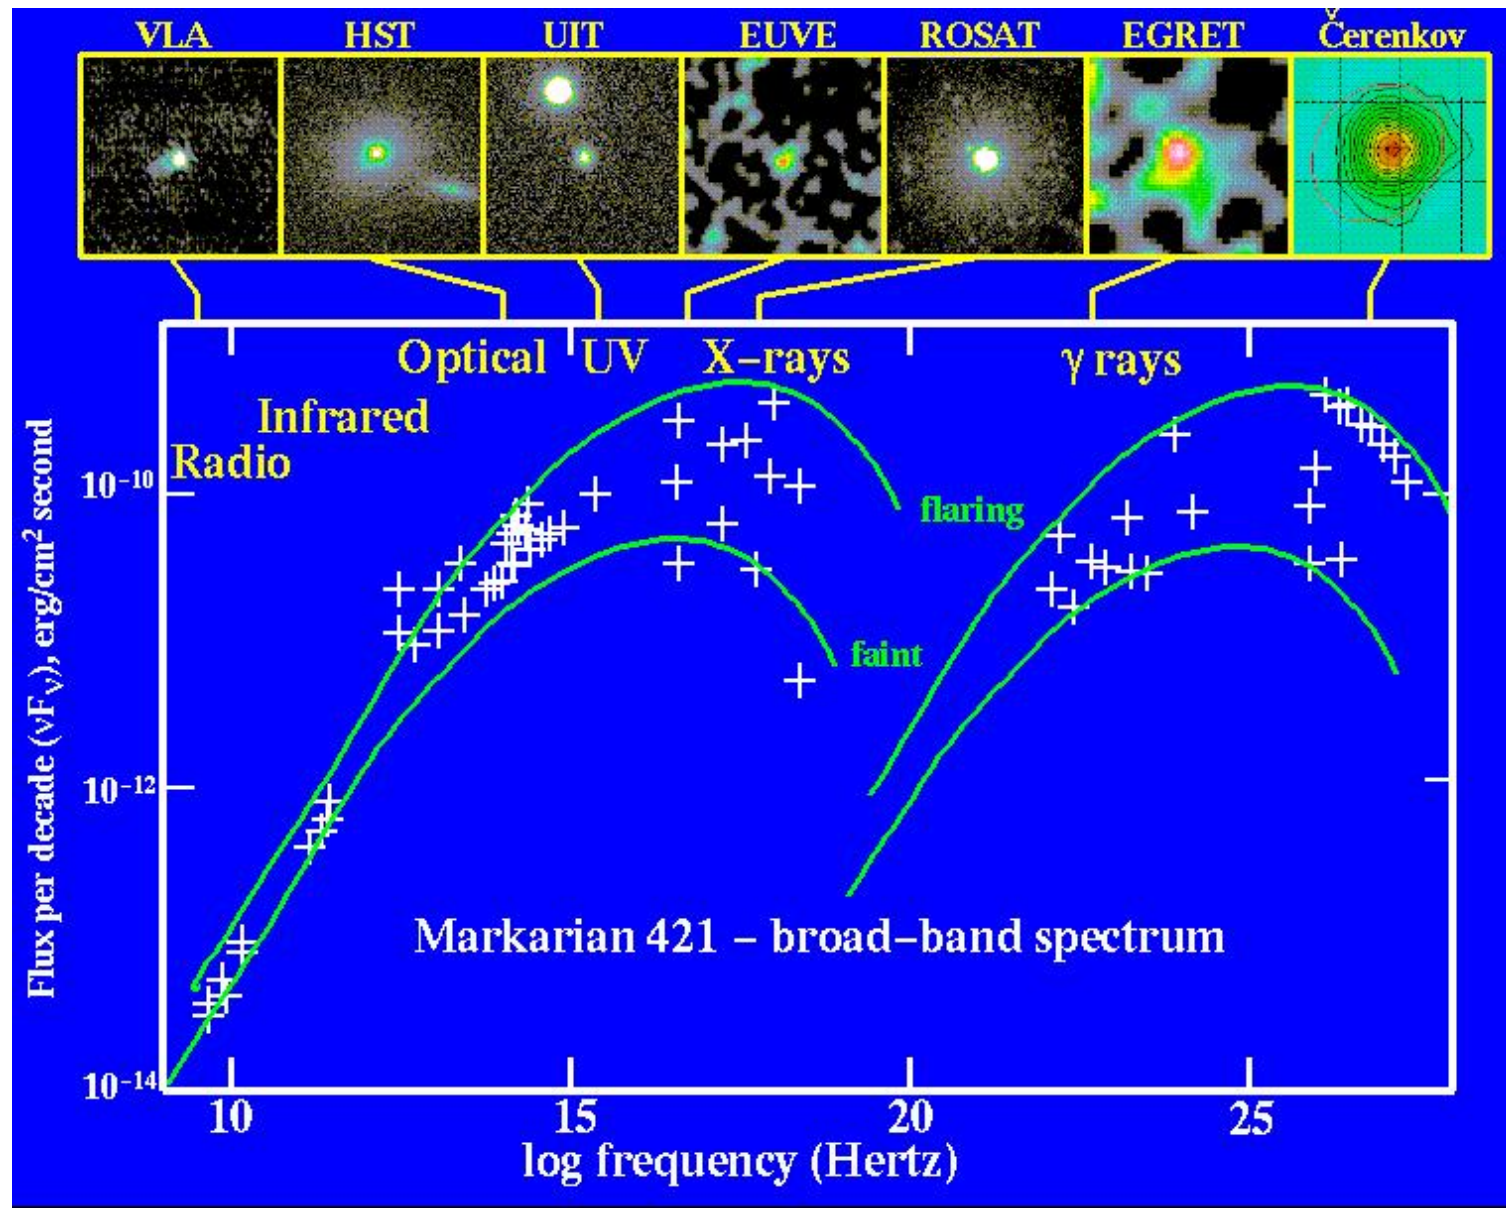 VLA HST UIT EUVE ROSAT EGRET Čerenkov
Optical UV X–rays γ rays
Infrared
Radio
10⁻¹⁰
flaring
faint
10⁻¹²
Markarian 421 – broad–band spectrum
10⁻¹⁴
10 15 20 25
log frequency (Hertz)
Flux per decade (νFν), erg/cm² second